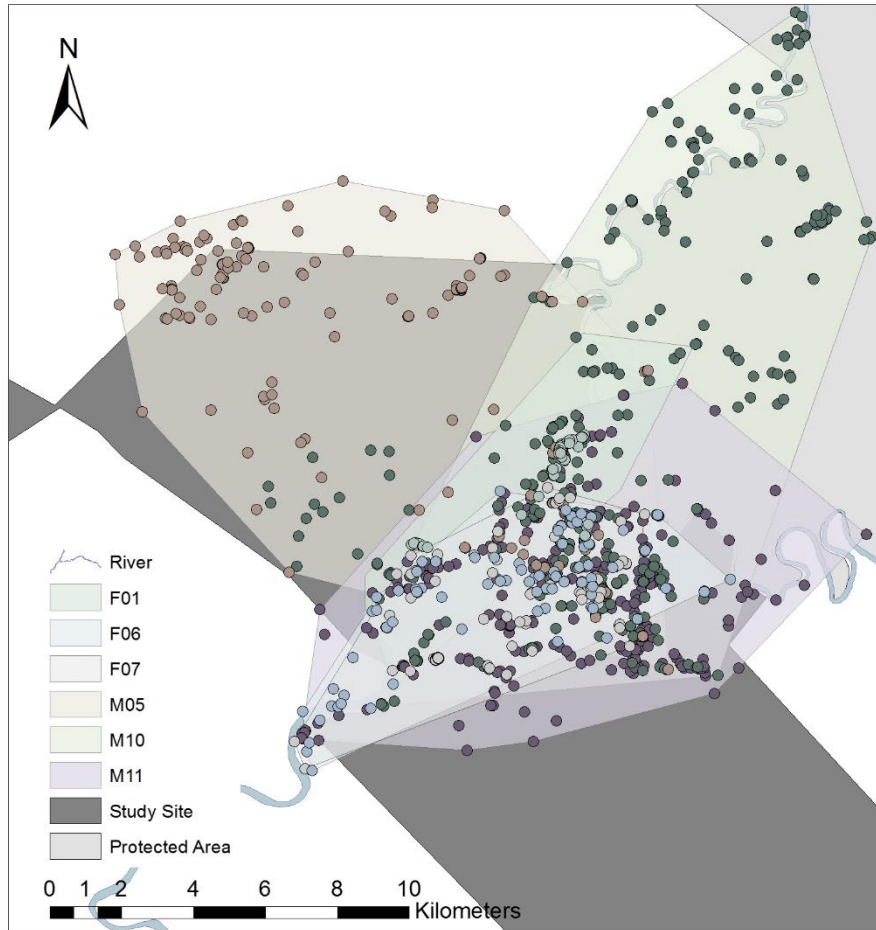 N
River
F01
F06
F07
M05
M10
M11
Study Site
Protected Area
0 1 2 4 6 8 10
Kilometers